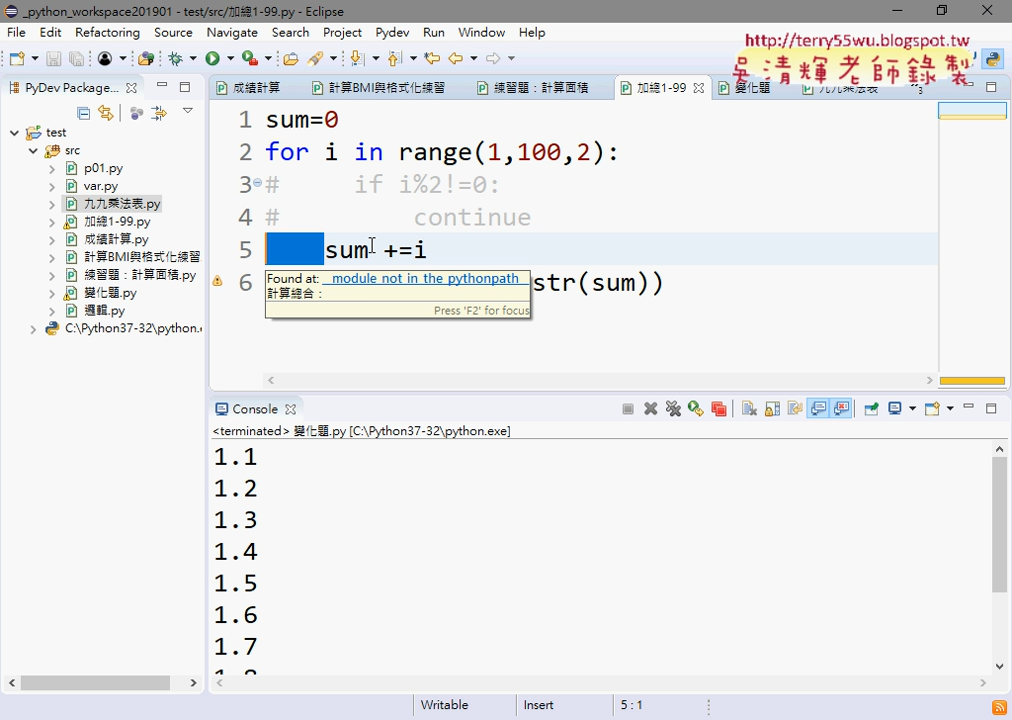 _python_workspace201901 - test/src/加總1-99.py - Eclipse
File Edit Refactoring Source Navigate Search Project Pydev Run Window Help
http://terry55wu.blogspot.tw
吳清輝老師錄製
PyDev Package...
成績計算 計算BMI與格式化練習 練習題：計算面積 加總1-99 變化題 九九乘法表
test
src
p01.py
var.py
九九乘法表.py
加總1-99.py
成績計算.py
計算BMI與格式化練習
練習題：計算面積.py
變化題.py
邏輯.py
C:\Python37-32\python.
1 sum=0
2 for i in range(1,100,2):
3 # if i%2!=0:
4 # continue
5 sum +=i
6 str(sum))
Found at: module not in the pythonpath
計算總合：
Press 'F2' for focus
Console
<terminated> 變化題.py [C:\Python37-32\python.exe]
1.1
1.2
1.3
1.4
1.5
1.6
1.7
Writable Insert 5 : 1